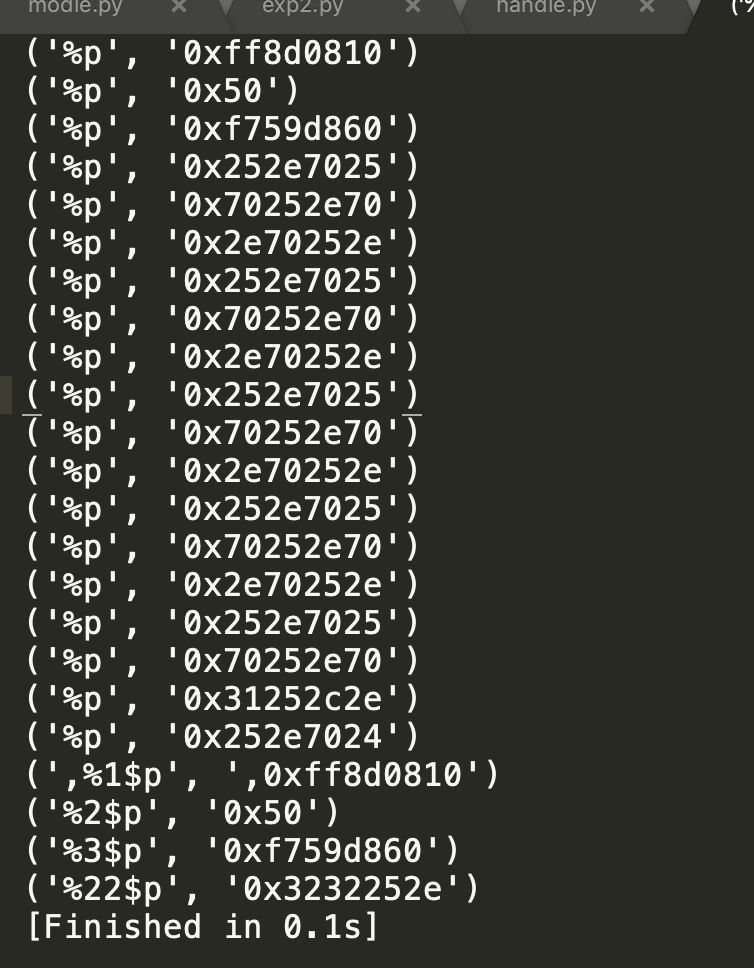 modle.py × exp2.py × handle.py × ('%
('%p', '0xff8d0810')
('%p', '0x50')
('%p', '0xf759d860')
('%p', '0x252e7025')
('%p', '0x70252e70')
('%p', '0x2e70252e')
('%p', '0x252e7025')
('%p', '0x70252e70')
('%p', '0x2e70252e')
('%p', '0x252e7025')
('%p', '0x70252e70')
('%p', '0x2e70252e')
('%p', '0x252e7025')
('%p', '0x70252e70')
('%p', '0x2e70252e')
('%p', '0x252e7025')
('%p', '0x70252e70')
('%p', '0x31252c2e')
('%p', '0x252e7024')
(',%1$p', ',0xff8d0810')
('%2$p', '0x50')
('%3$p', '0xf759d860')
('%22$p', '0x3232252e')
[Finished in 0.1s]